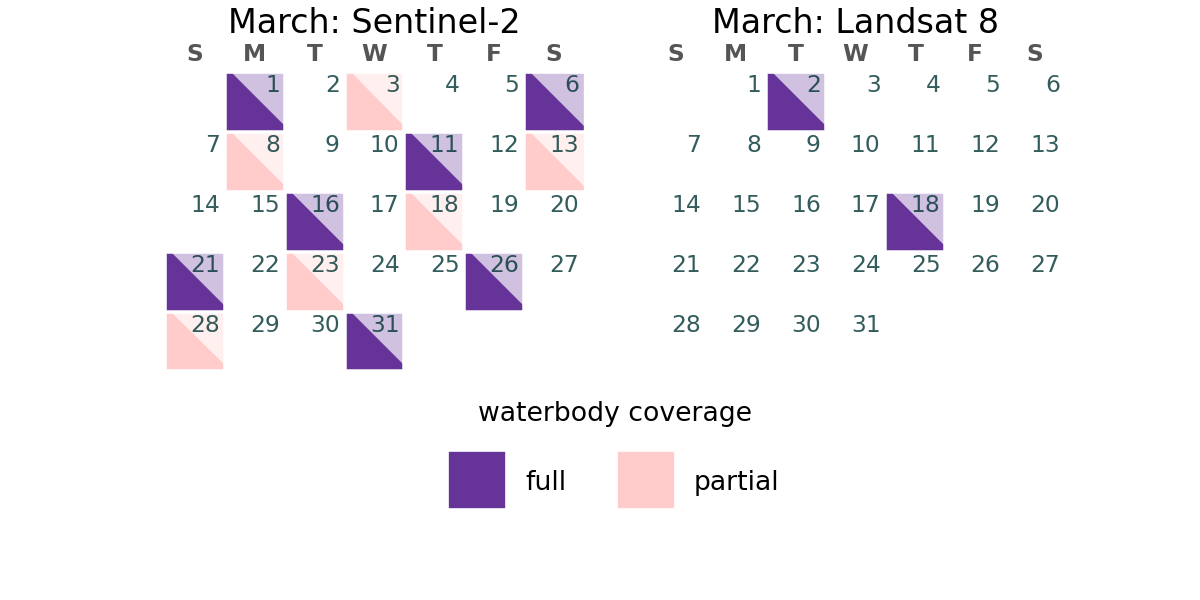 March: Sentinel-2
S M T W T F S
1 2 3 4 5 6
7 8 9 10 11 12 13
14 15 16 17 18 19 20
21 22 23 24 25 26 27
28 29 30 31
March: Landsat 8
S M T W T F S
1 2 3 4 5 6
7 8 9 10 11 12 13
14 15 16 17 18 19 20
21 22 23 24 25 26 27
28 29 30 31
waterbody coverage
full
partial